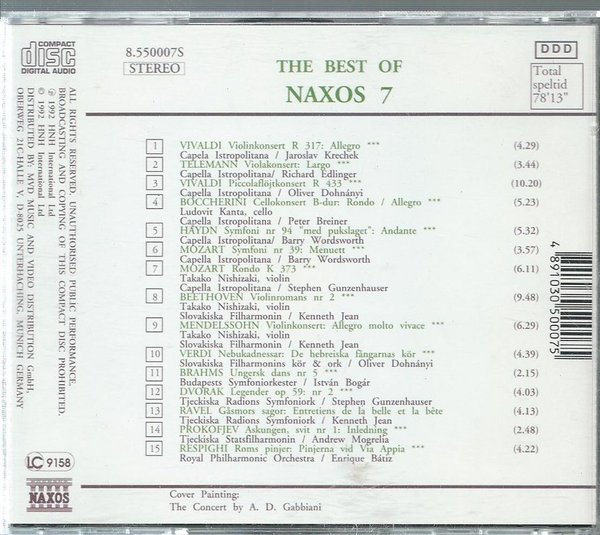 COMPACT
disc
DIGITAL AUDIO
8.550007S
STEREO
THE BEST OF
NAXOS 7
DDD
Total
speltid
78'13"
1 VIVALDI Violinkonsert R 317: Allegro *** (4.29)
Capela Istropolitana / Jaroslav Krechek
2 TELEMANN Violakonsert: Largo *** (3.44)
Capella Istropolitana/ Richard Edlinger
3 VIVALDI Piccolaflöjtkonsert R 433 *** (10.20)
Capella Istropolitana / Oliver Dohnányi
4 BOCCHERINI Cellokonsert B-dur: Rondo / Allegro *** (5.23)
Ludovit Kanta, cello
Capella Istropolitana / Peter Breiner
5 HAYDN Symfoni nr 94 "med pukslaget": Andante *** (5.32)
Capella Istropolitana/ Barry Wordsworth
6 MOZART Symfoni nr 39: Menuett *** (3.57)
Capella Istropolitana / Barry Wordsworth
7 MOZART Rondo K 373 *** (6.11)
Takako Nishizaki, violin
Capella Istropolitana / Stephen Gunzenhauser
8 BEETHOVEN Violinromans nr 2 *** (9.48)
Takako Nishizaki, violin
Slovakiska Filharmonin / Kenneth Jean
9 MENDELSSOHN Violinkonsert: Allegro molto vivace *** (6.29)
Takako Nishizaki, violin
Slovakiska Filharmonin / Kenneth Jean
10 VERDI Nebukadnessar: De hebreiska fångarnas kör *** (4.39)
Slovakiska Filharmonins kör & ork / Oliver Dohnányi
11 BRAHMS Ungersk dans nr 5 *** (2.15)
Budapests Symfoniorkester / István Bogár
12 DVORAK Legender op 59: nr 2 *** (4.03)
Tjeckiska Radions Symfoniork / Stephen Gunzenhauser
13 RAVEL Gåsmors sagor: Entretiens de la belle et la bète (4.13)
Tjeckiska Radions Symfoniork / Kenneth Jean
14 PROKOFJEV Askungen, svit nr 1: Inledning *** (2.48)
Tjeckiska Statsfilharmonin / Andrew Mogrelia
15 RESPIGHI Roms pinjer: Pinjerna vid Via Appia *** (4.22)
Royal Philharmonic Orchestra / Enrique Bátiz
Cover Painting:
The Concert by A. D. Gabbiani
ALL RIGHTS RESERVED. UNAUTHORISED PUBLIC PERFORMANCE.
BROADCASTING AND COPYING OF THIS COMPACT DISC PROHIBITED.
℗ 1992 HNH International Ltd
© 1992 HNH International Ltd
DISTRIBUTED BY: MVD MUSIC AND VIDEO DISTRIBUTION GmbH,
OBERWEG 21C-HALLE V, D-8025 UNTERHACHING, MUNICH GERMANY
LC 9158
NAXOS
4891030500075